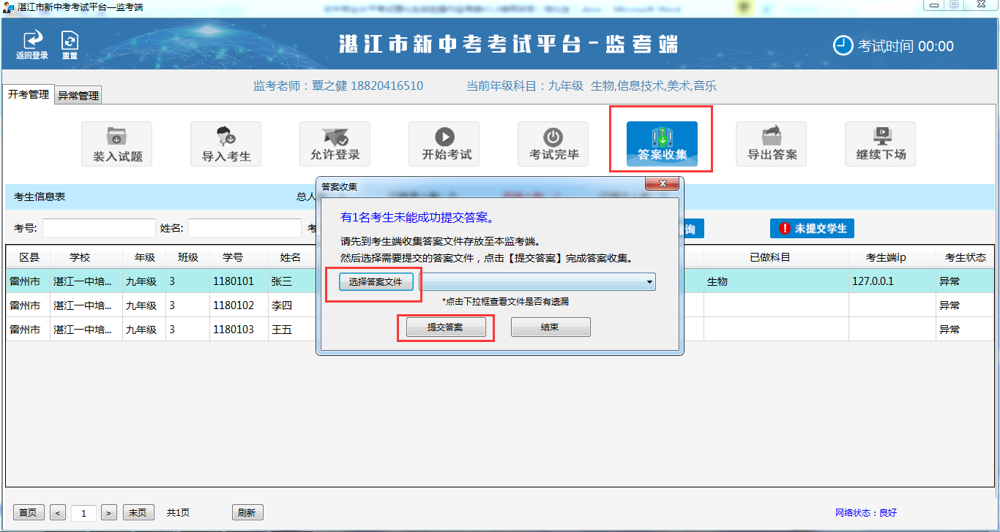 湛江市新中考考试平台—监考端
返回登录 重置 湛江市新中考考试平台-监考端 考试时间 00:00
开考管理 异常管理 监考老师：覃之健 18820416510 当前年级科目：九年级 生物,信息技术,美术,音乐
装入试题 导入考生 允许登录 开始考试 考试完毕 答案收集 导出答案 继续下场
答案收集
考生信息表 总人
有1名考生未能成功提交答案。
考号: 姓名: 考 询 未提交学生
请先到考生端收集答案文件存放至本监考端。
然后选择需要提交的答案文件，点击【提交答案】完成答案收集。
区县 学校 年级 班级 学号 姓名 已做科目 考生端ip 考生状态
雷州市 湛江一中培... 九年级 3 1180101 张三 选择答案文件 生物 127.0.0.1 异常
*点击下拉框查看文件是否有遗漏
雷州市 湛江一中培... 九年级 3 1180102 李四 异常
雷州市 湛江一中培... 九年级 3 1180103 王五 提交答案 结束 异常
首页 < 1 > 末页 共1页 刷新 网络状态：良好